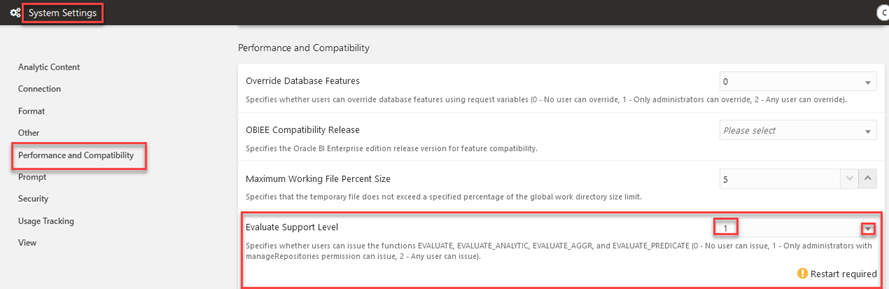 System Settings
C
Performance and Compatibility
Analytic Content
Connection
Format
Other
Performance and Compatibility
Prompt
Security
Usage Tracking
View
Override Database Features
0
Specifies whether users can override database features using request variables (0 - No user can override, 1 - Only administrators can override, 2 - Any user can override).
OBIEE Compatibility Release
Please select
Specifies the Oracle BI Enterprise edition release version for feature compatibility.
Maximum Working File Percent Size
5
Specifies that the temporary file does not exceed a specified percentage of the global work directory size limit.
Evaluate Support Level
1
Specifies whether users can issue the functions EVALUATE, EVALUATE_ANALYTIC, EVALUATE_AGGR, and EVALUATE_PREDICATE (0 - No user can issue, 1 - Only administrators with
manageRepositories permission can issue, 2 - Any user can issue).
Restart required